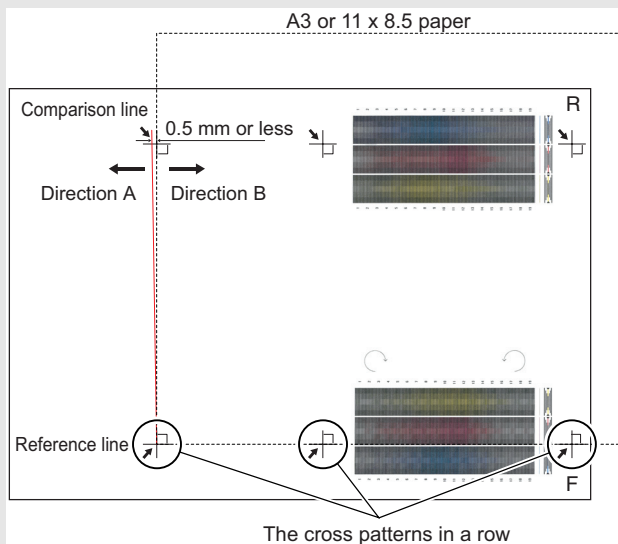 A3 or 11 x 8.5 paper
Comparison line
R
0.5 mm or less
Direction A
Direction B
Reference line
F
The cross patterns in a row